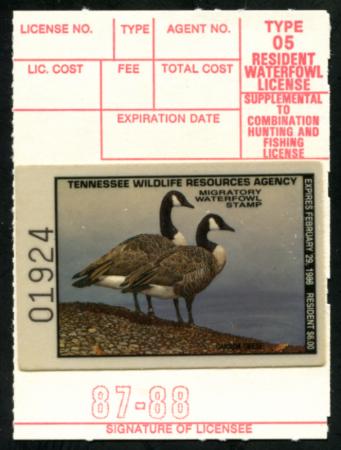 LICENSE NO. TYPE AGENT NO. TYPE
05
LIC. COST FEE TOTAL COST RESIDENT
WATERFOWL
LICENSE
SUPPLEMENTAL
TO
COMBINATION
HUNTING AND
FISHING
LICENSE
EXPIRATION DATE
TENNESSEE WILDLIFE RESOURCES AGENCY
MIGRATORY
WATERFOWL
STAMP
EXPIRES FEBRUARY 29, 1986 RESIDENT $6.00
01924
87-88
SIGNATURE OF LICENSEE